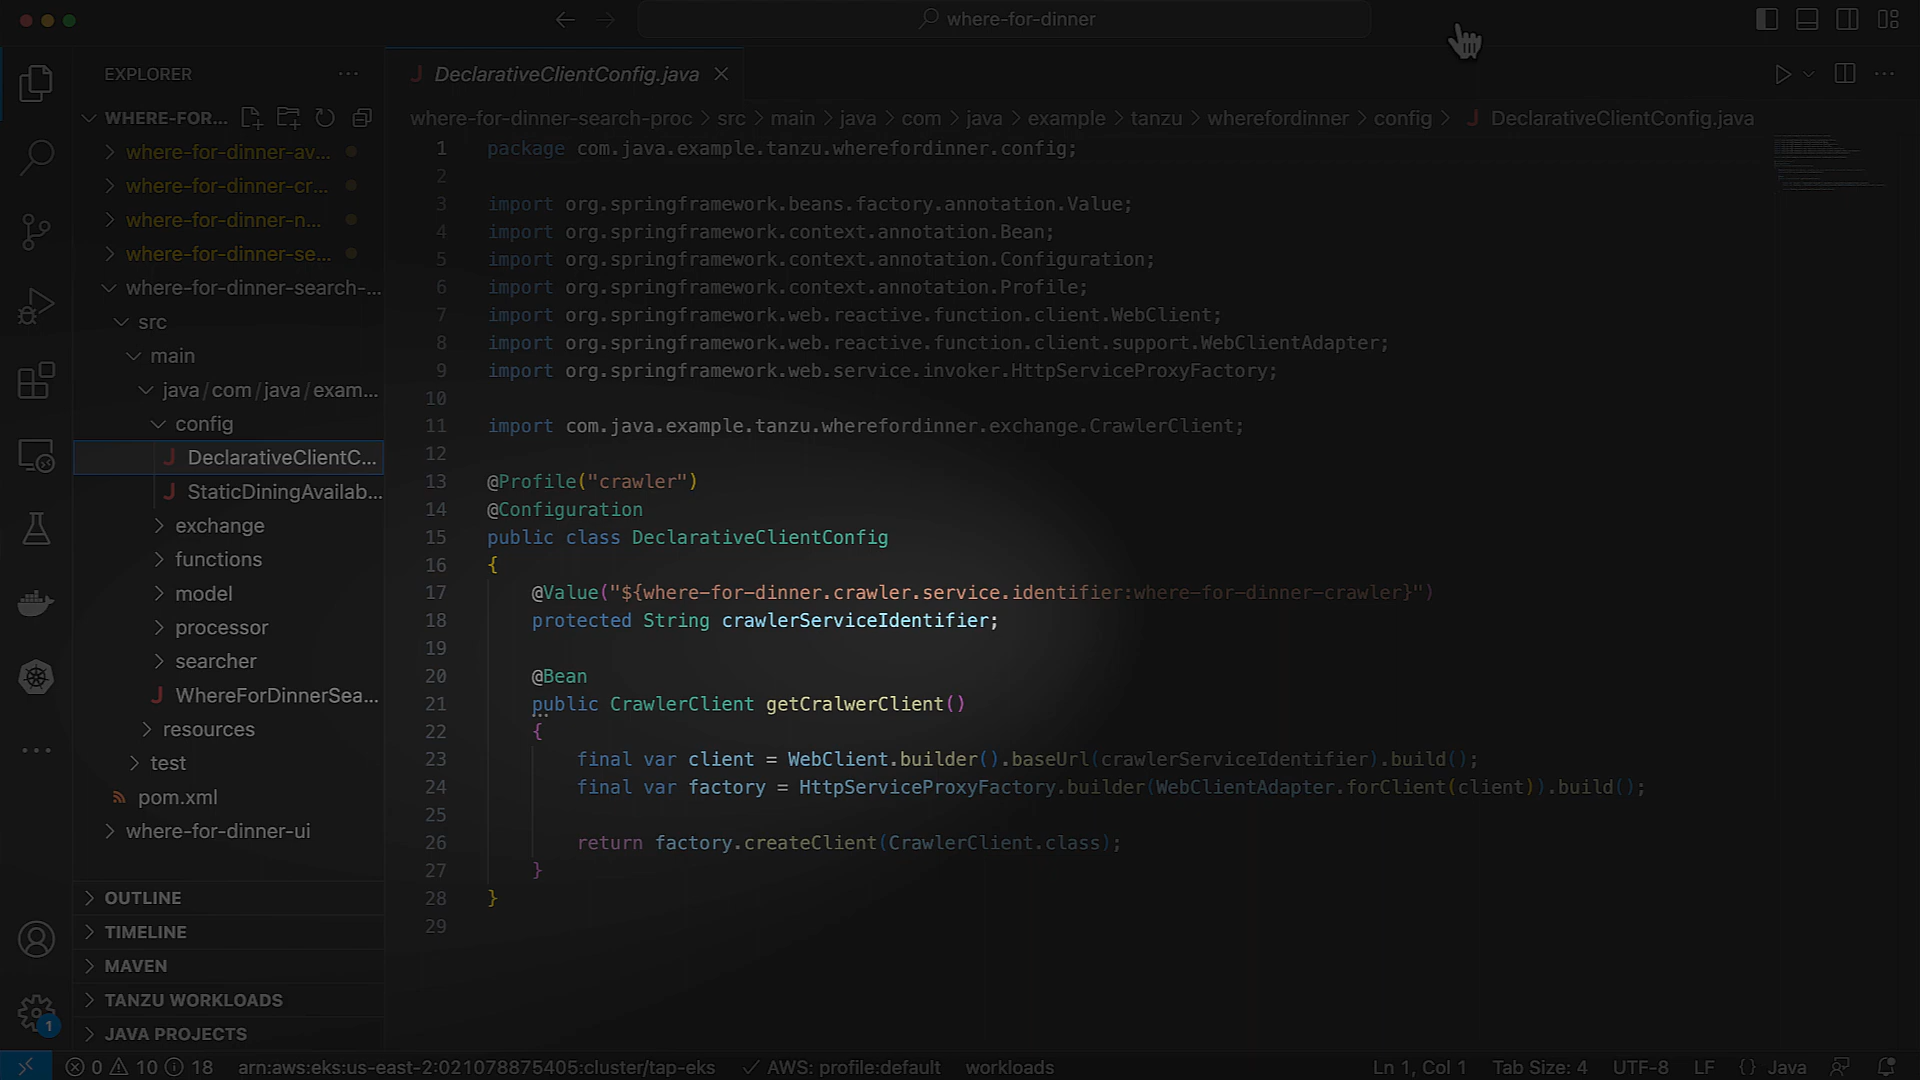 where-for-dinner
EXPLORER
DeclarativeClientConfig.java
WHERE-FOR...
where-for-dinner-search-proc > src > main > java > com > java > example > tanzu > wherefordinner > config > DeclarativeClientConfig.java
where-for-dinner-av...
where-for-dinner-cr...
where-for-dinner-n...
where-for-dinner-se...
where-for-dinner-search-...
src
main
java/com/java/exam...
config
DeclarativeClientC...
StaticDiningAvailab...
exchange
functions
model
processor
searcher
WhereForDinnerSea...
resources
test
pom.xml
where-for-dinner-ui
OUTLINE
TIMELINE
MAVEN
TANZU WORKLOADS
JAVA PROJECTS
1 package com.java.example.tanzu.wherefordinner.config;
2
3 import org.springframework.beans.factory.annotation.Value;
4 import org.springframework.context.annotation.Bean;
5 import org.springframework.context.annotation.Configuration;
6 import org.springframework.context.annotation.Profile;
7 import org.springframework.web.reactive.function.client.WebClient;
8 import org.springframework.web.reactive.function.client.support.WebClientAdapter;
9 import org.springframework.web.service.invoker.HttpServiceProxyFactory;
10
11 import com.java.example.tanzu.wherefordinner.exchange.CrawlerClient;
12
13 @Profile("crawler")
14 @Configuration
15 public class DeclarativeClientConfig
16 {
17 @Value("${where-for-dinner.crawler.service.identifier:where-for-dinner-crawler}")
18 protected String crawlerServiceIdentifier;
19
20 @Bean
21 public CrawlerClient getCralwerClient()
22 {
23 final var client = WebClient.builder().baseUrl(crawlerServiceIdentifier).build();
24 final var factory = HttpServiceProxyFactory.builder(WebClientAdapter.forClient(client)).build();
25
26 return factory.createClient(CrawlerClient.class);
27 }
28 }
29
1
0 10 18 arn:aws:eks:us-east-2:021078875405:cluster/tap-eks AWS: profile:default workloads Ln 1, Col 1 Tab Size: 4 UTF-8 LF {} Java